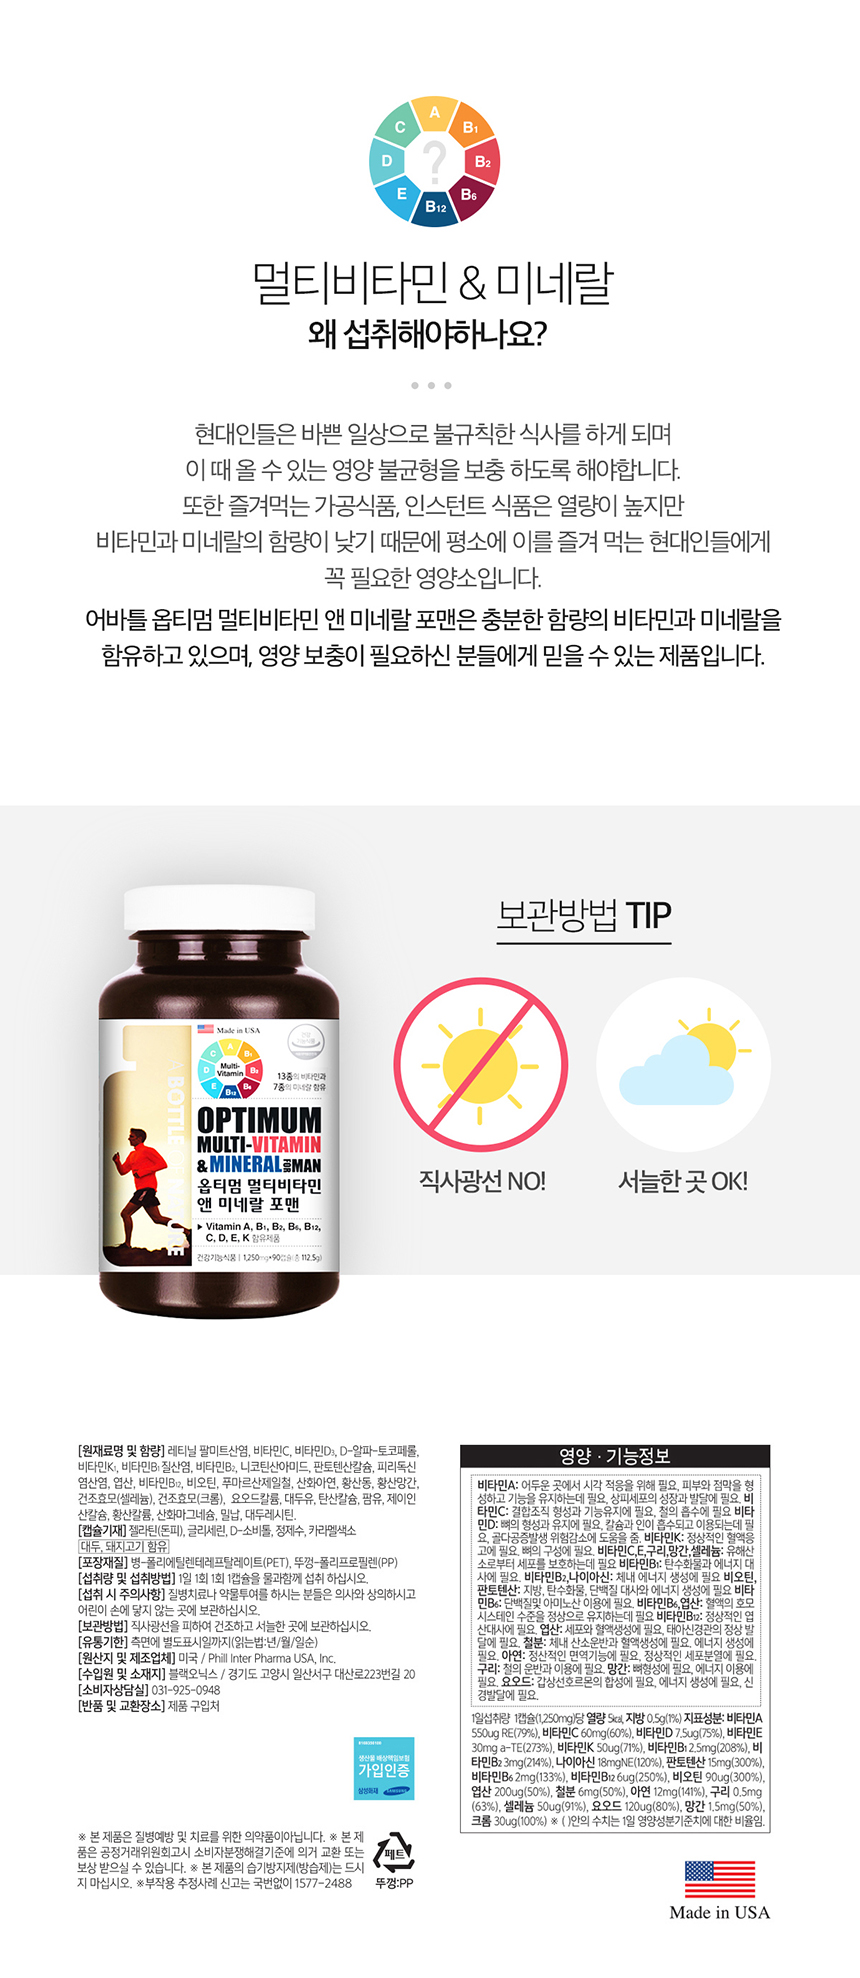 A
B1
B2
B6
B12
E
D
C
?
멀티비타민 & 미네랄
왜 섭취해야하나요?
현대인들은 바쁜 일상으로 불규칙한 식사를 하게 되며
이 때 올 수 있는 영양 불균형을 보충 하도록 해야합니다.
또한 즐겨먹는 가공식품, 인스턴트 식품은 열량이 높지만
비타민과 미네랄의 함량이 낮기 때문에 평소에 이를 즐겨 먹는 현대인들에게
꼭 필요한 영양소입니다.
어바틀 옵티멈 멀티비타민 앤 미네랄 포맨은 충분한 함량의 비타민과 미네랄을
함유하고 있으며, 영양 보충이 필요하신 분들에게 믿을 수 있는 제품입니다.
보관방법 TIP
직사광선 NO!
서늘한 곳 OK!
Made in USA
Multi-
Vitamin
A
B1
B2
B6
B12
E
D
C
13종의 비타민과
7종의 미네랄 함유
OPTIMUM
MULTI-VITAMIN
& MINERAL FOR MAN
옵티멈 멀티비타민
앤 미네랄 포맨
▶ Vitamin A, B1, B2, B6, B12,
C, D, E, K 함유제품
건강기능식품 | 1,250mg×90캡슐(총 112.5g)
[원재료명 및 함량] 레티닐 팔미트산염, 비타민C, 비타민D3, D-알파-토코페롤,
비타민K1, 비타민B1 질산염, 비타민B2, 니코틴산아미드, 판토텐산칼슘, 피리독신
염산염, 엽산, 비타민B12, 비오틴, 푸마르산제일철, 산화아연, 황산동, 황산망간,
건조효모(셀레늄), 건조효모(크롬), 요오드칼륨, 대두유, 탄산칼슘, 팜유, 제이인
산칼슘, 황산칼륨, 산화마그네슘, 밀납, 대두레시틴.
[캡슐기재] 젤라틴(돈피), 글리세린, D-소비톨, 정제수, 카라멜색소
대두, 돼지고기 함유
[포장재질] 병-폴리에틸렌테레프탈레이트(PET), 뚜껑-폴리프로필렌(PP)
[섭취량 및 섭취방법] 1일 1회 1회 1캡슐을 물과함께 섭취 하십시오.
[섭취 시 주의사항] 질병치료나 약물투여를 하시는 분들은 의사와 상의하시고
어린이 손에 닿지 않는 곳에 보관하십시오.
[보관방법] 직사광선을 피하여 건조하고 서늘한 곳에 보관하십시오.
[유통기한] 측면에 별도표시일까지(읽는법:년/월/일순)
[원산지 및 제조업체] 미국 / Phill Inter Pharma USA, Inc.
[수입원 및 소재지] 블랙오닉스 / 경기도 고양시 일산서구 대산로223번길 20
[소비자상담실] 031-925-0948
[반품 및 교환장소] 제품 구입처
생산물 배상책임보험
가입인증
삼성화재 SAMSUNG
※ 본 제품은 질병예방 및 치료를 위한 의약품이아닙니다. ※ 본 제
품은 공정거래위원회고시 소비자분쟁해결기준에 의거 교환 또는
보상 받으실 수 있습니다. ※ 본 제품의 습기방지제(방습제)는 드시
지 마십시오. ※부작용 추정사례 신고는 국번없이 1577-2488
페트
뚜껑:PP
영양 · 기능정보
비타민A: 어두운 곳에서 시각 적응을 위해 필요, 피부와 점막을 형
성하고 기능을 유지하는데 필요, 상피세포의 성장과 발달에 필요. 비
타민C: 결합조직 형성과 기능유지에 필요, 철의 흡수에 필요 비타
민D: 뼈의 형성과 유지에 필요, 칼슘과 인이 흡수되고 이용되는데 필
요, 골다공증발생 위험감소에 도움을 줌. 비타민K: 정상적인 혈액응
고에 필요. 뼈의 구성에 필요. 비타민C,E,구리,망간,셀레늄: 유해산
소로부터 세포를 보호하는데 필요 비타민B1: 탄수화물과 에너지 대
사에 필요. 비타민B2,나이아신: 체내 에너지 생성에 필요 비오틴,
판토텐산: 지방, 탄수화물, 단백질 대사와 에너지 생성에 필요 비타
민B6: 단백질및 아미노산 이용에 필요. 비타민B6,엽산: 혈액의 호모
시스테인 수준을 정상으로 유지하는데 필요 비타민B12: 정상적인 엽
산대사에 필요. 엽산: 세포와 혈액생성에 필요, 태아신경관의 정상 발
달에 필요. 철분: 체내 산소운반과 혈액생성에 필요. 에너지 생성에
필요. 아연: 정상적인 면역기능에 필요. 정상적인 세포분열에 필요.
구리: 철의 운반과 이용에 필요. 망간: 뼈형성에 필요, 에너지 이용에
필요. 요오드: 갑상선호르몬의 합성에 필요, 에너지 생성에 필요, 신
경발달에 필요.
1일섭취량 1캡슐(1,250mg)당 열량 5kcal, 지방 0.5g(1%) 지표성분: 비타민A
550ug RE(79%), 비타민C 60mg(60%), 비타민D 7.5ug(75%), 비타민E
30mg a-TE(273%), 비타민K 50ug(71%), 비타민B1 2.5mg(208%), 비
타민B2 3mg(214%), 나이아신 18mgNE(120%), 판토텐산 15mg(300%),
비타민B6 2mg(133%), 비타민B12 6ug(250%), 비오틴 90ug(300%),
엽산 200ug(50%), 철분 6mg(50%), 아연 12mg(141%), 구리 0.5mg
(63%), 셀레늄 50ug(91%), 요오드 120ug(80%), 망간 1.5mg(50%),
크롬 30ug(100%) ※ ( )안의 수치는 1일 영양성분기준치에 대한 비율임.
Made in USA